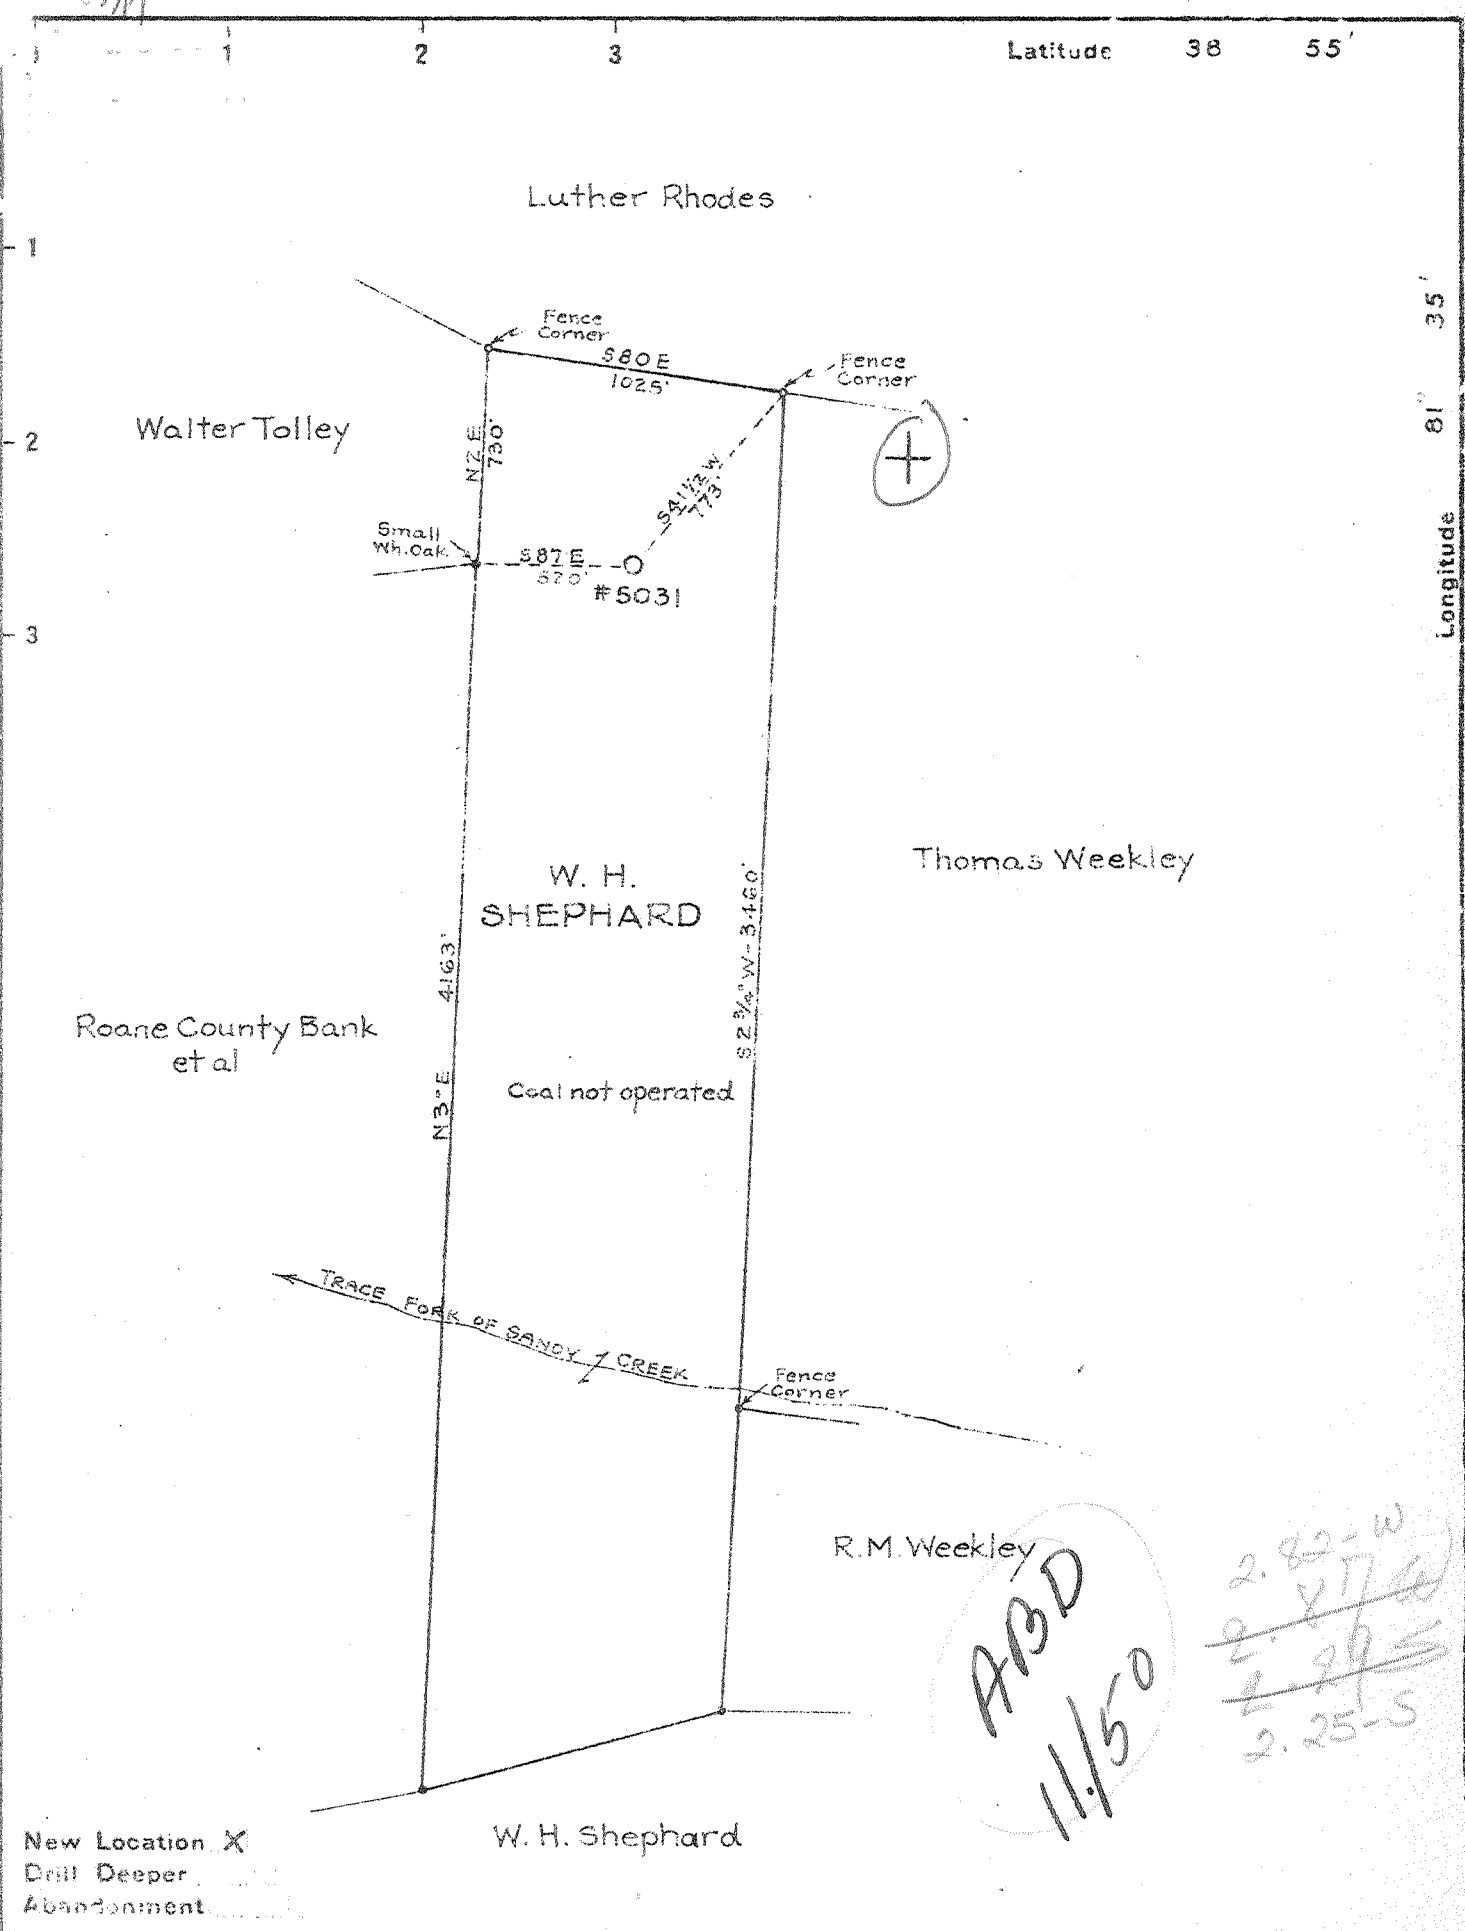 1 2 3 Latitude 38 55'
Luther Rhodes
1
Fence
Corner
S80E
1025'
Fence
Corner
35'
81°
Longitude
Walter Tolley
2
N2E
730'
S41½W
773'
Small
Wh. Oak
S87E
520'
#5031
3
W. H.
SHEPHARD
Thomas Weekley
N3°E 4163'
S2¾°W-3460'
Roane County Bank
et al
Coal not operated
TRACE FORK OF SANDY CREEK
Fence
Corner
R.M. Weekley
ABD
11/50
2.82-W
2.25-S
W. H. Shephard
New Location X
Drill Deeper
Abandonment